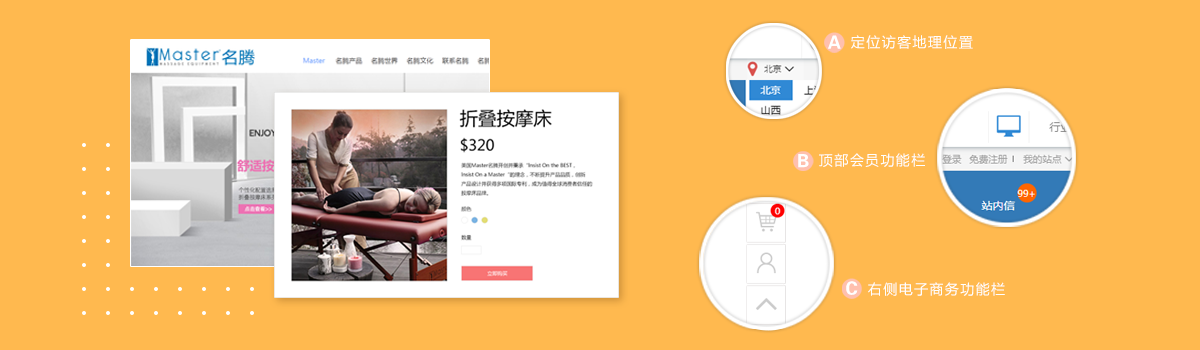 Master 名腾
MASSAGE EQUIPMENT
Master 名腾产品 名腾世界 名腾文化 联系名腾 名腾
ENJOY
舒适按
个性化配置选
折叠按摩床系
点击查看>>
折叠按摩床
$320
美国Master名腾开创并秉承“Insist On the BEST，
Insist On a Master ”的理念，不断提升产品品质，创新
产品设计并获得多项国际专利，成为值得全球消费者信任的
按摩床品牌。
颜色
数量
立即购买
A 定位访客地理位置
北京
北京 上
山西
B 顶部会员功能栏
行业
登录 免费注册 我的站点
99+
站内信
0
C 右侧电子商务功能栏